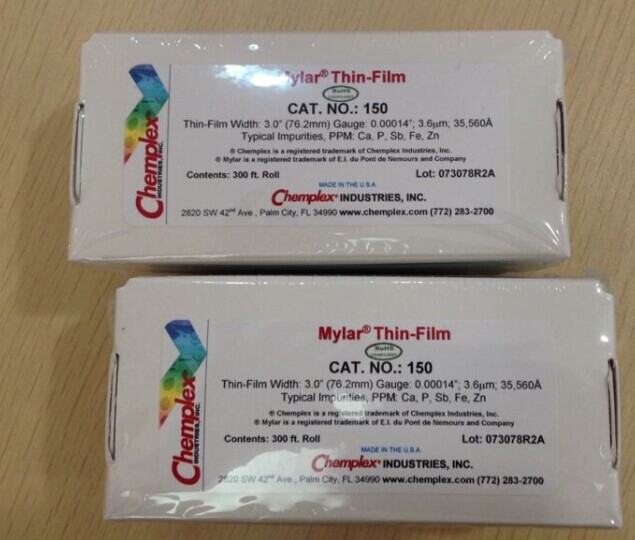 Mylar® Thin-Film
RoHS
COMPLIANT
CAT. NO.: 150
Thin-Film Width: 3.0" (76.2mm) Gauge: 0.00014"; 3.6µm; 35,560Å
Typical Impurities, PPM: Ca, P, Sb, Fe, Zn
® Chemplex is a registered trademark of Chemplex Industries, Inc.
® Mylar is a registered trademark of E.I. du Pont de Nemours and Company
Contents: 300 ft. Roll Lot: 073078R2A
MADE IN THE U.S.A.
Chemplex® INDUSTRIES, INC.
2820 SW 42nd Ave., Palm City, FL 34990 www.chemplex.com (772) 283-2700
Chemplex
INDUSTRIES, INC.
Mylar® Thin-Film
RoHS
COMPLIANT
CAT. NO.: 150
Thin-Film Width: 3.0" (76.2mm) Gauge: 0.00014"; 3.6µm; 35,560Å
Typical Impurities, PPM: Ca, P, Sb, Fe, Zn
® Chemplex is a registered trademark of Chemplex Industries, Inc.
® Mylar is a registered trademark of E.I. du Pont de Nemours and Company
Contents: 300 ft. Roll Lot: 073078R2A
MADE IN THE U.S.A.
Chemplex® INDUSTRIES, INC.
2820 SW 42nd Ave., Palm City, FL 34990 www.chemplex.com (772) 283-2700
Chemplex
INDUSTRIES, INC.